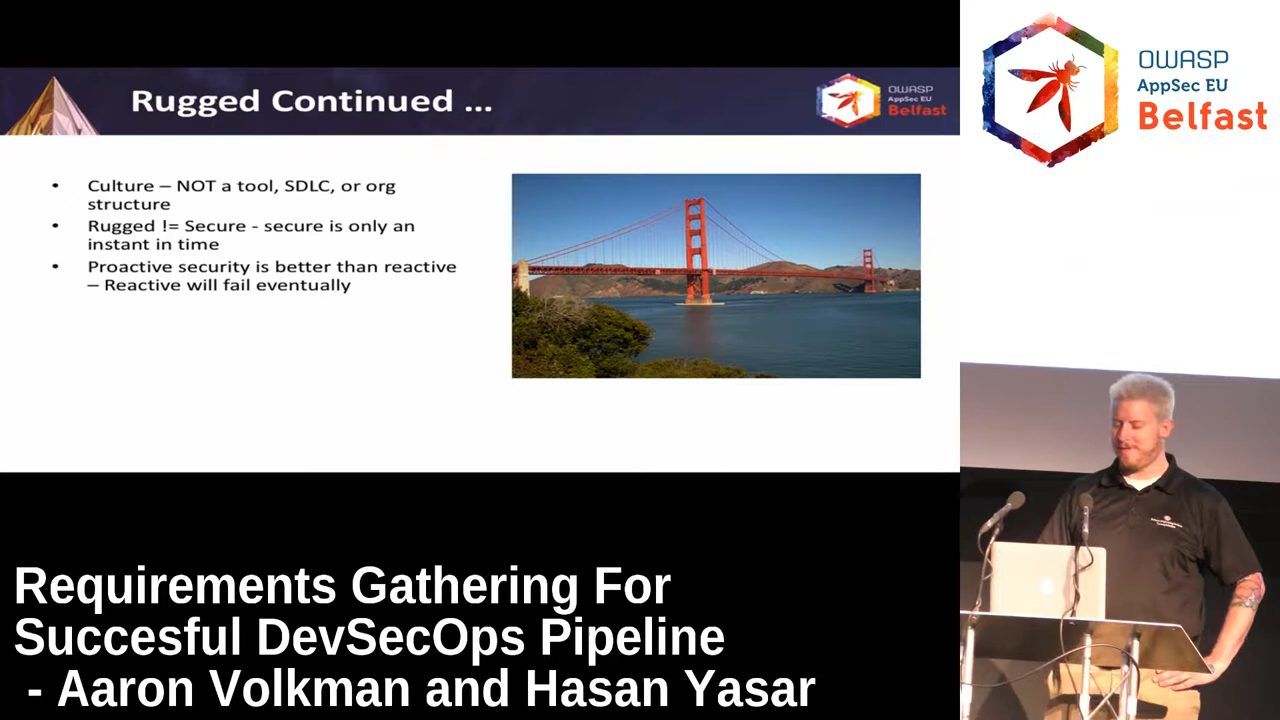 Rugged Continued ...
OWASP
AppSec EU
Belfast
• Culture – NOT a tool, SDLC, or org
structure
• Rugged != Secure - secure is only an
instant in time
• Proactive security is better than reactive
– Reactive will fail eventually
OWASP
AppSec EU
Belfast
Requirements Gathering For
Succesful DevSecOps Pipeline
- Aaron Volkman and Hasan Yasar